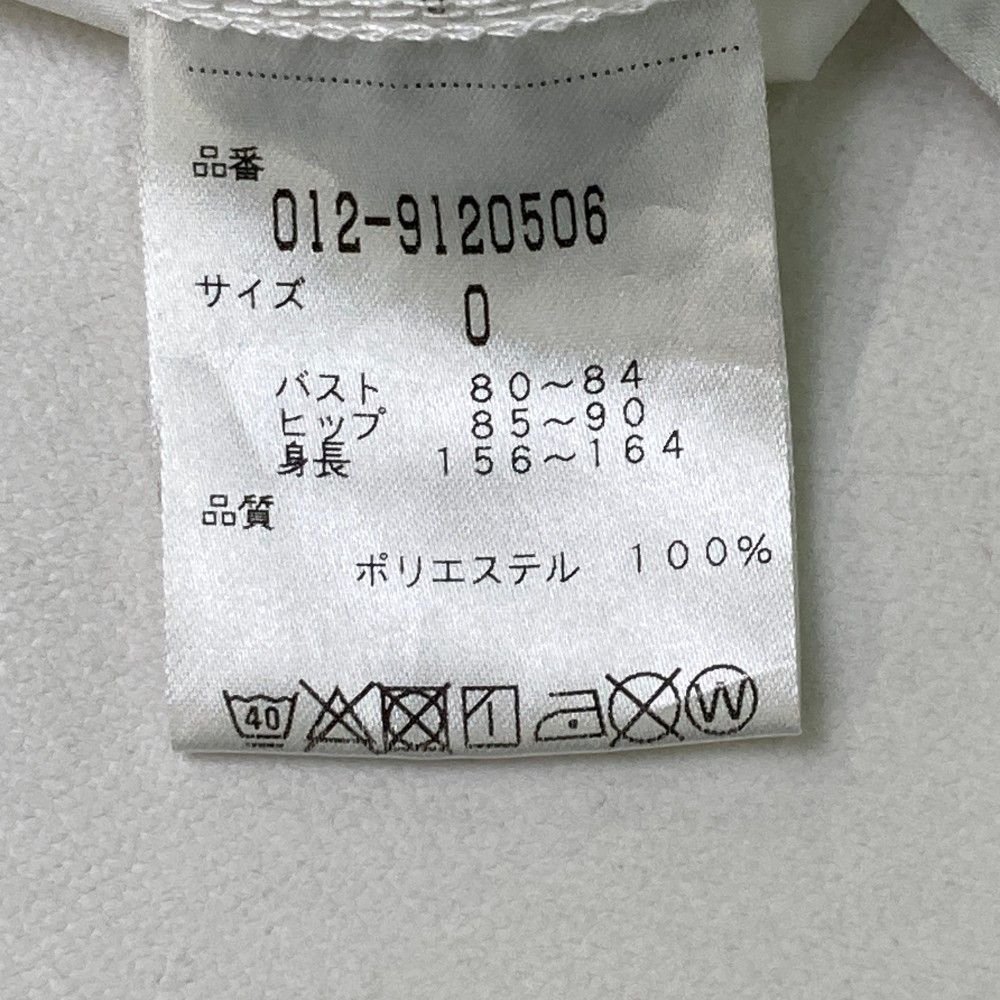 品番
012-9120506
サイズ
0
バスト 80～84
ヒップ 85～90
身長 156～164
品質
ポリエステル 100%
40 W